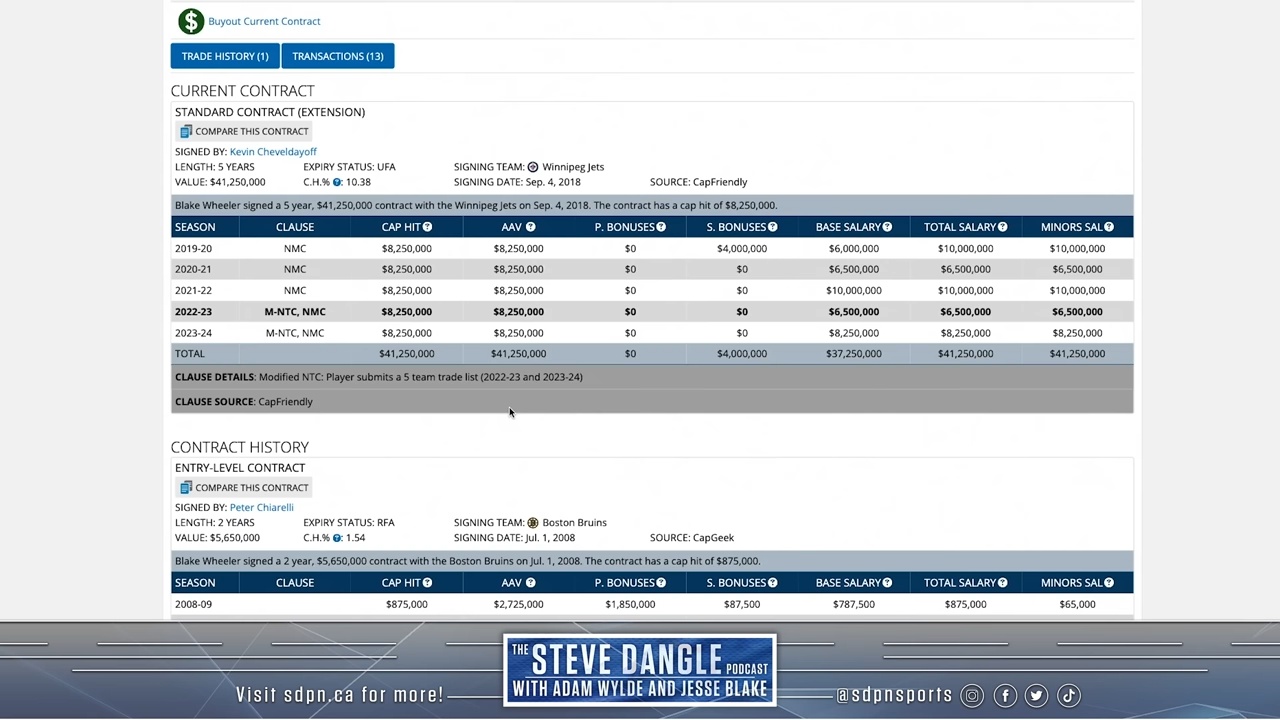 $ Buyout Current Contract
TRADE HISTORY (1) TRANSACTIONS (13)
CURRENT CONTRACT
STANDARD CONTRACT (EXTENSION)
COMPARE THIS CONTRACT
SIGNED BY: Kevin Cheveldayoff
LENGTH: 5 YEARS EXPIRY STATUS: UFA SIGNING TEAM: Winnipeg Jets
VALUE: $41,250,000 C.H.% ?: 10.38 SIGNING DATE: Sep. 4, 2018 SOURCE: CapFriendly
Blake Wheeler signed a 5 year, $41,250,000 contract with the Winnipeg Jets on Sep. 4, 2018. The contract has a cap hit of $8,250,000.
SEASON CLAUSE CAP HIT ? AAV ? P. BONUSES ? S. BONUSES ? BASE SALARY ? TOTAL SALARY ? MINORS SAL ?
2019-20 NMC $8,250,000 $8,250,000 $0 $4,000,000 $6,000,000 $10,000,000 $10,000,000
2020-21 NMC $8,250,000 $8,250,000 $0 $0 $6,500,000 $6,500,000 $6,500,000
2021-22 NMC $8,250,000 $8,250,000 $0 $0 $10,000,000 $10,000,000 $10,000,000
2022-23 M-NTC, NMC $8,250,000 $8,250,000 $0 $0 $6,500,000 $6,500,000 $6,500,000
2023-24 M-NTC, NMC $8,250,000 $8,250,000 $0 $0 $8,250,000 $8,250,000 $8,250,000
TOTAL $41,250,000 $41,250,000 $0 $4,000,000 $37,250,000 $41,250,000 $41,250,000
CLAUSE DETAILS: Modified NTC: Player submits a 5 team trade list (2022-23 and 2023-24)
CLAUSE SOURCE: CapFriendly
CONTRACT HISTORY
ENTRY-LEVEL CONTRACT
COMPARE THIS CONTRACT
SIGNED BY: Peter Chiarelli
LENGTH: 2 YEARS EXPIRY STATUS: RFA SIGNING TEAM: Boston Bruins
VALUE: $5,650,000 C.H.% ?: 1.54 SIGNING DATE: Jul. 1, 2008 SOURCE: CapGeek
Blake Wheeler signed a 2 year, $5,650,000 contract with the Boston Bruins on Jul. 1, 2008. The contract has a cap hit of $875,000.
SEASON CLAUSE CAP HIT ? AAV ? P. BONUSES ? S. BONUSES ? BASE SALARY ? TOTAL SALARY ? MINORS SAL ?
2008-09 $875,000 $2,725,000 $1,850,000 $87,500 $787,500 $875,000 $65,000
THE STEVE DANGLE PODCAST
WITH ADAM WYLDE AND JESSE BLAKE
Visit sdpn.ca for more!
@sdpnsports